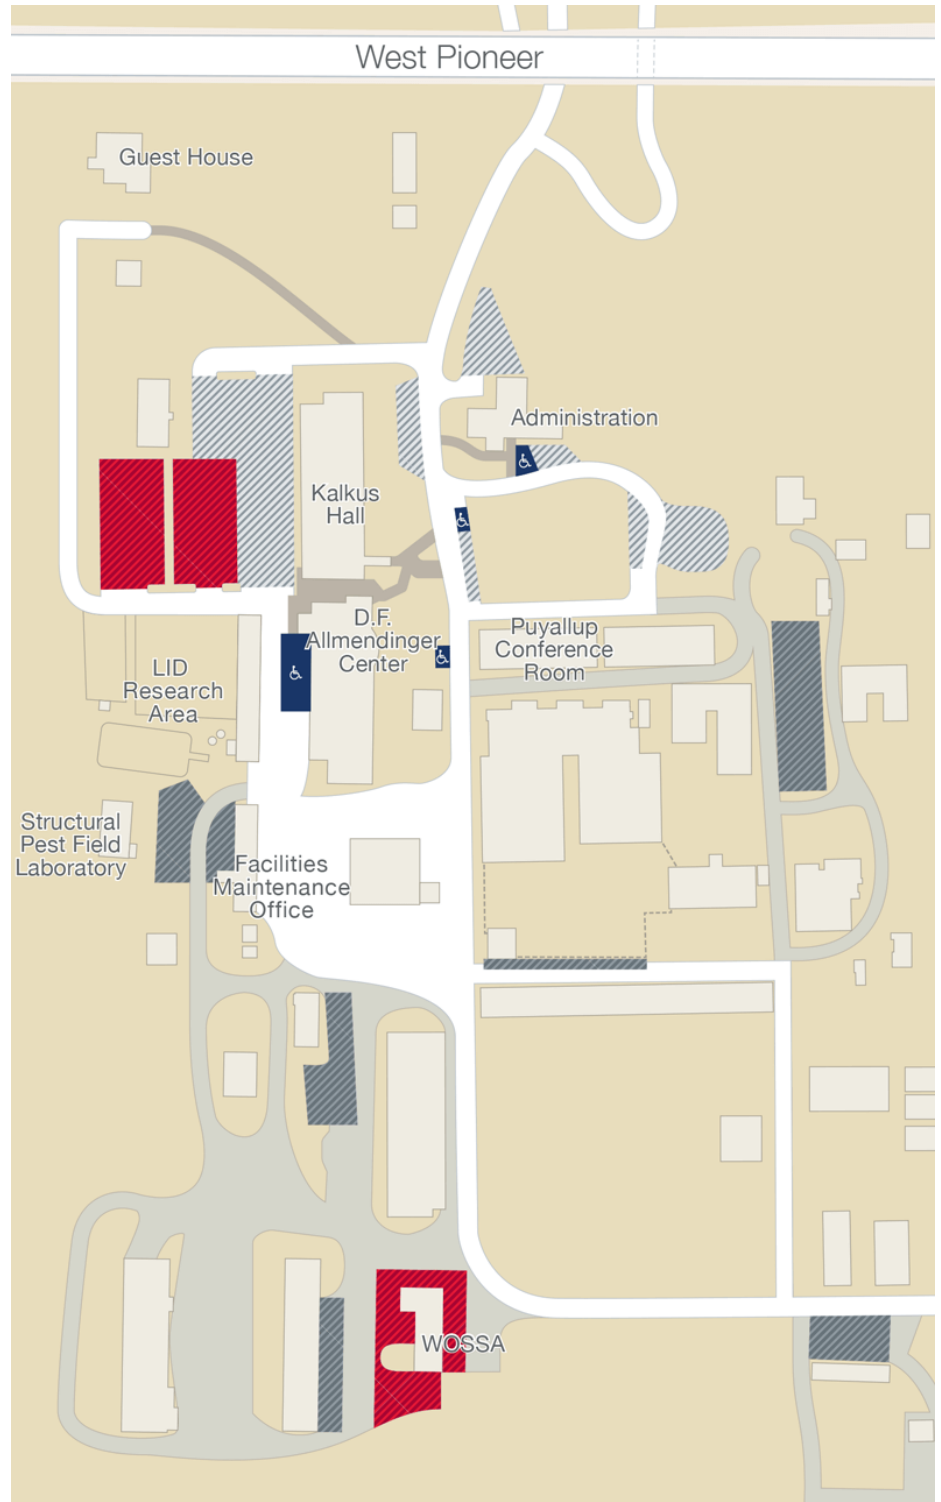 West Pioneer
Guest House
Administration
Kalkus
Hall
D.F.
Allmendinger
Center
Puyallup
Conference
Room
LID
Research
Area
Structural
Pest Field
Laboratory
Facilities
Maintenance
Office
WOSSA